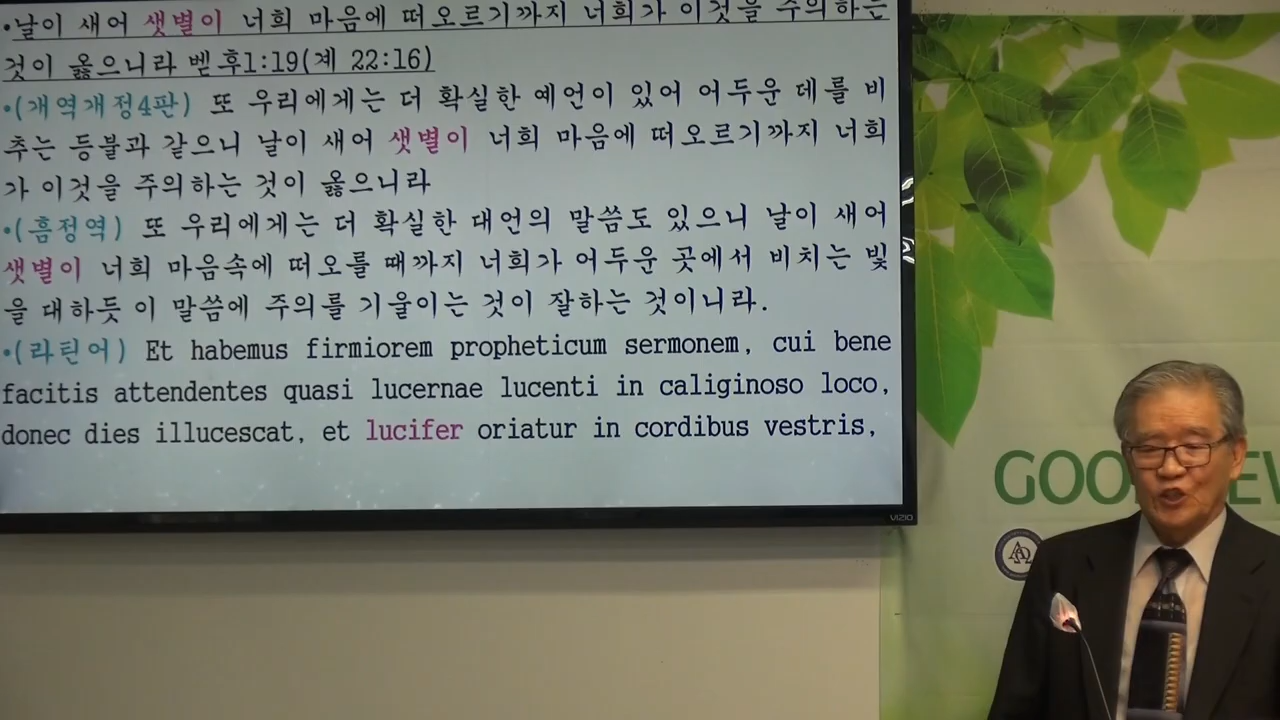 •날이 새어 샛별이 너희 마음에 떠오르기까지 너희가 이것을 주의하는
것이 옳으니라 벧후1:19(계 22:16)
•(개역개정4판) 또 우리에게는 더 확실한 예언이 있어 어두운 데를 비
추는 등불과 같으니 날이 새어 샛별이 너희 마음에 떠오르기까지 너희
가 이것을 주의하는 것이 옳으니라
•(흠정역) 또 우리에게는 더 확실한 대언의 말씀도 있으니 날이 새어
샛별이 너희 마음속에 떠오를 때까지 너희가 어두운 곳에서 비치는 빛
을 대하듯 이 말씀에 주의를 기울이는 것이 잘하는 것이니라.
•(라틴어) Et habemus firmiorem propheticum sermonem, cui bene
facitis attendentes quasi lucernae lucenti in caliginoso loco,
donec dies illucescat, et lucifer oriatur in cordibus vestris,
VIZIO